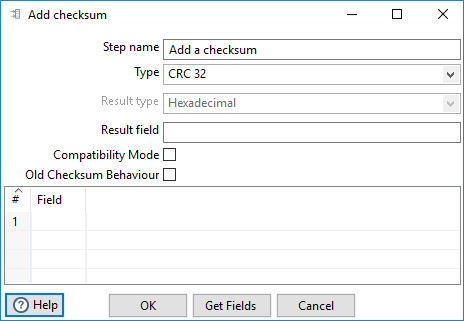 Add checksum
Step name Add a checksum
Type CRC 32
Result type Hexadecimal
Result field
Compatibility Mode
Old Checksum Behaviour
# Field
1
Help OK Get Fields Cancel